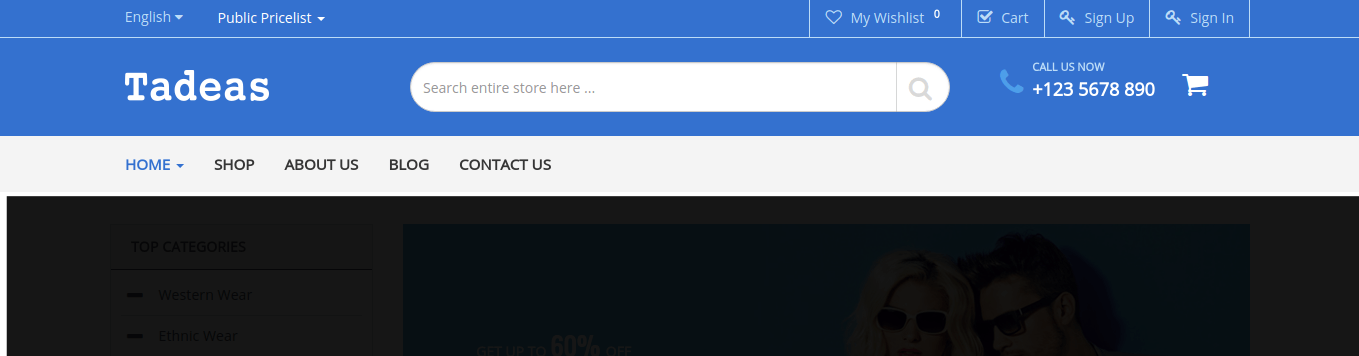 English
Public Pricelist
My Wishlist 0
Cart
Sign Up
Sign In
Tadeas
Search entire store here ...
CALL US NOW
+123 5678 890
HOME
SHOP
ABOUT US
BLOG
CONTACT US
TOP CATEGORIES
Western Wear
Ethnic Wear
GET UP TO 60% OFF